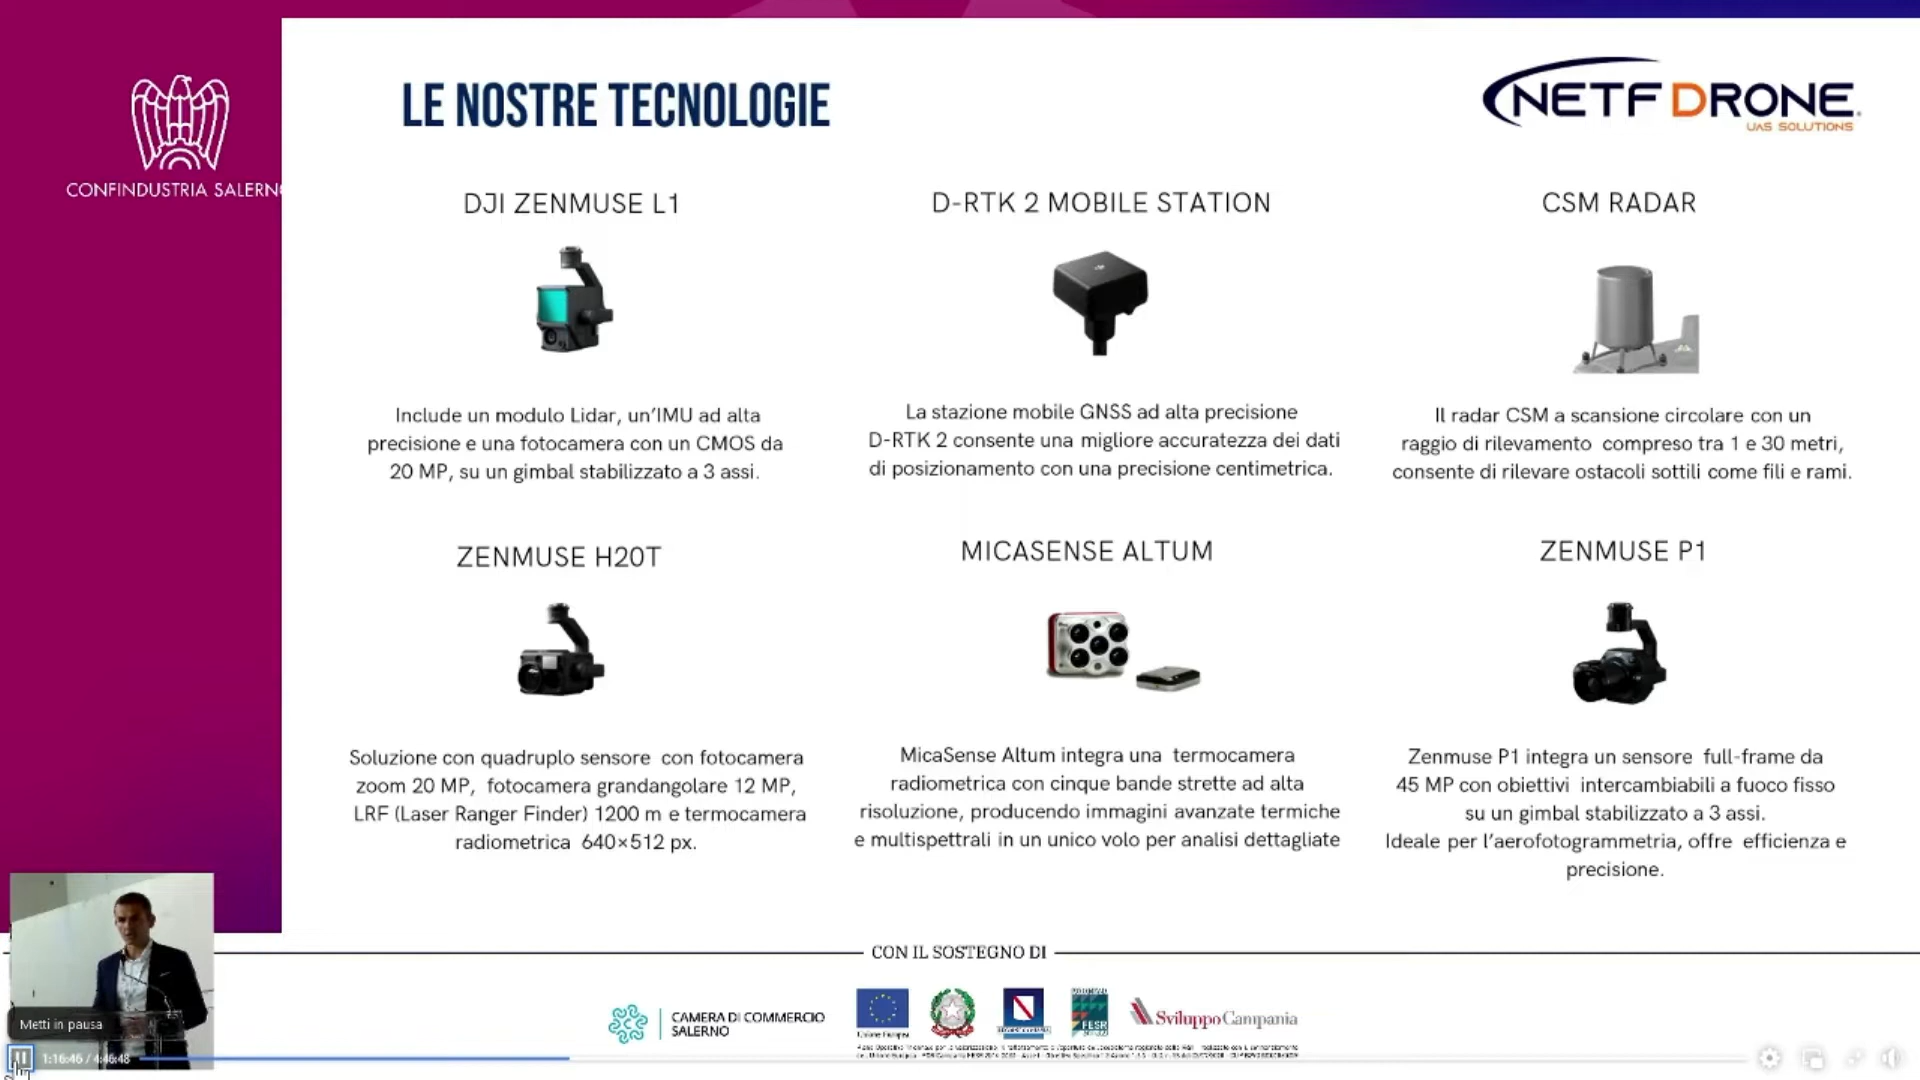 CONFINDUSTRIA SALERN
LE NOSTRE TECNOLOGIE
NETFDRONE
UAS SOLUTIONS
DJI ZENMUSE L1
Include un modulo Lidar, un'IMU ad alta
precisione e una fotocamera con un CMOS da
20 MP, su un gimbal stabilizzato a 3 assi.
D-RTK 2 MOBILE STATION
La stazione mobile GNSS ad alta precisione
D-RTK 2 consente una migliore accuratezza dei dati
di posizionamento con una precisione centimetrica.
CSM RADAR
Il radar CSM a scansione circolare con un
raggio di rilevamento compreso tra 1 e 30 metri,
consente di rilevare ostacoli sottili come fili e rami.
ZENMUSE H20T
Soluzione con quadruplo sensore con fotocamera
zoom 20 MP, fotocamera grandangolare 12 MP,
LRF (Laser Ranger Finder) 1200 m e termocamera
radiometrica 640×512 px.
MICASENSE ALTUM
MicaSense Altum integra una termocamera
radiometrica con cinque bande strette ad alta
risoluzione, producendo immagini avanzate termiche
e multispettrali in un unico volo per analisi dettagliate
ZENMUSE P1
Zenmuse P1 integra un sensore full-frame da
45 MP con obiettivi intercambiabili a fuoco fisso
su un gimbal stabilizzato a 3 assi.
Ideale per l'aerofotogrammetria, offre efficienza e
precisione.
CON IL SOSTEGNO DI
CAMERA DI COMMERCIO
SALERNO
Unione Europea
FESR
SviluppoCampania
Metti in pausa
1:16:46 / 4:46:48